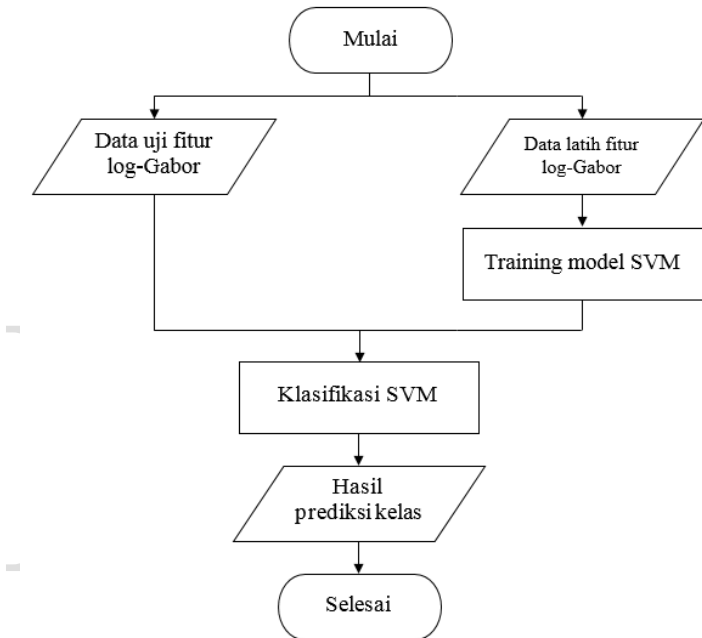 Mulai
Data uji fitur
log-Gabor
Data latih fitur
log-Gabor
Training model SVM
Klasifikasi SVM
Hasil
prediksi kelas
Selesai